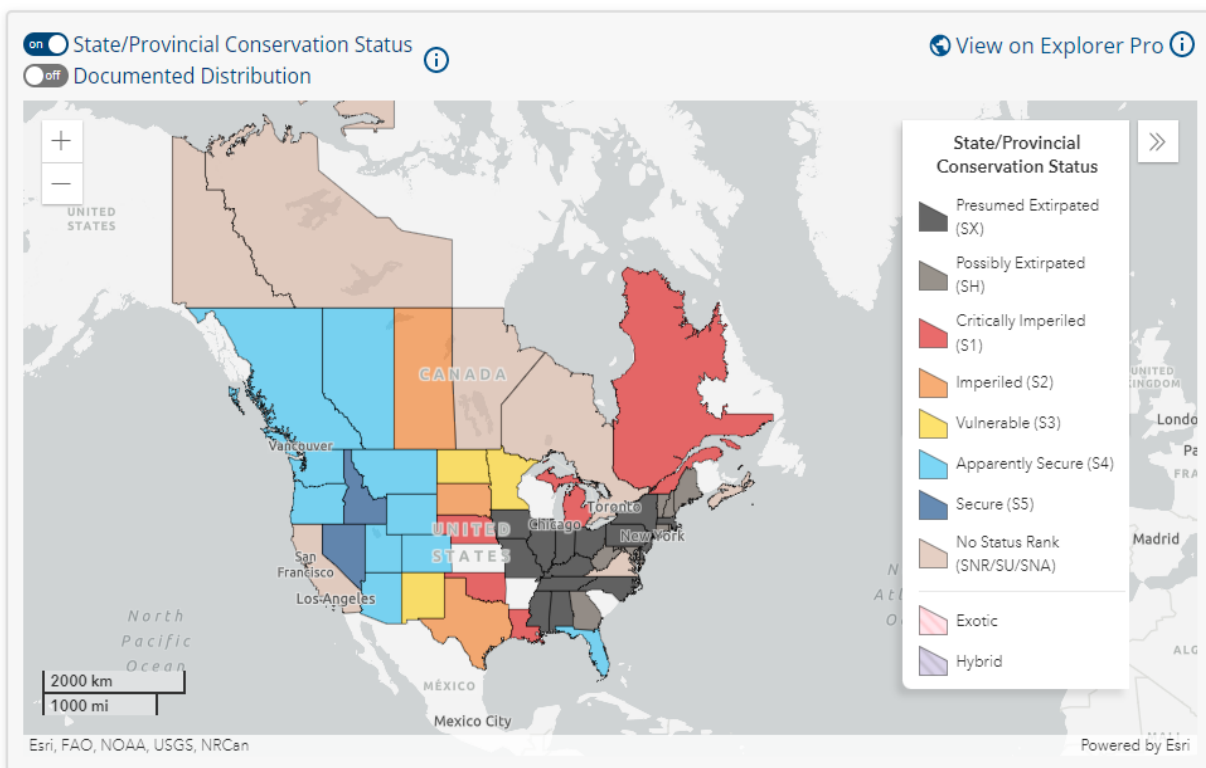 on State/Provincial Conservation Status
off Documented Distribution
View on Explorer Pro
UNITED
STATES
CANADA
Vancouver
Toronto
Chicago
New York
UNITED
STATES
San
Francisco
Los Angeles
North
Pacific
Ocean
MÉXICO
Mexico City
2000 km
1000 mi
State/Provincial
Conservation Status
Presumed Extirpated
(SX)
Possibly Extirpated
(SH)
Critically Imperiled
(S1)
Imperiled (S2)
Vulnerable (S3)
Apparently Secure (S4)
Secure (S5)
No Status Rank
(SNR/SU/SNA)
Exotic
Hybrid
UNITED
KINGDOM
Londo
Pa
FRA
Madrid
ALG
Esri, FAO, NOAA, USGS, NRCan
Powered by Esri